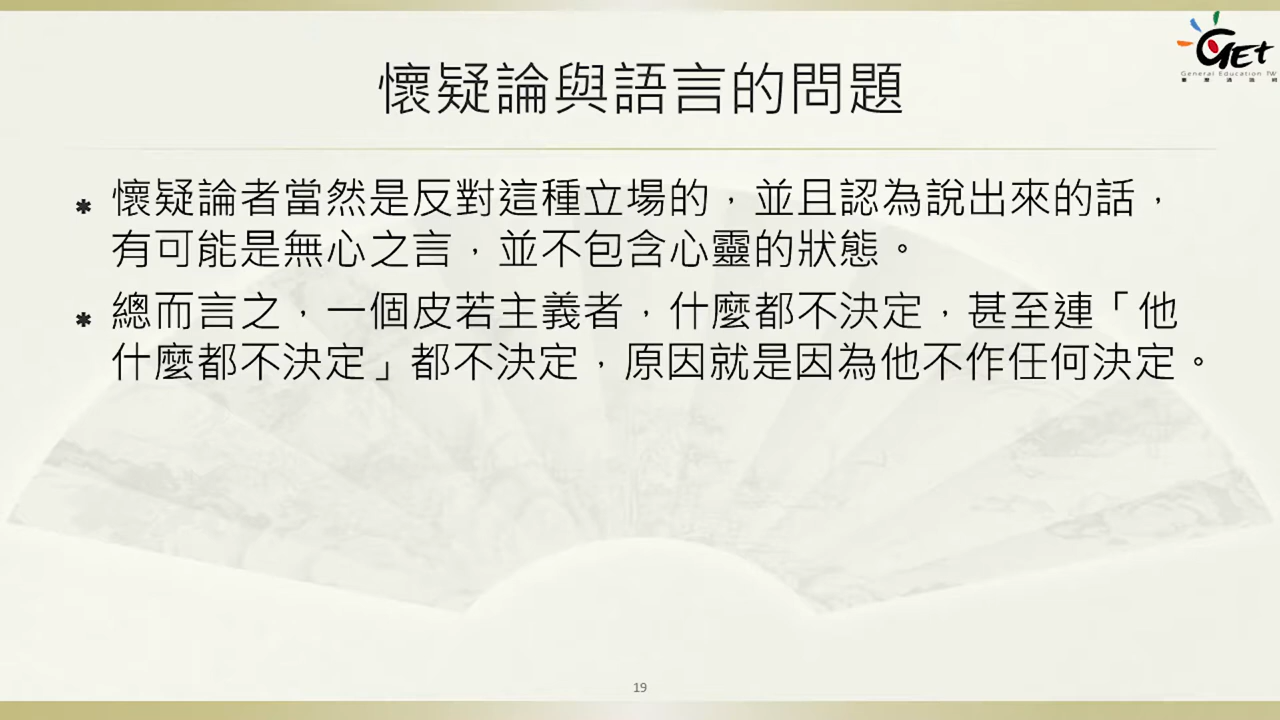 GET
General Education TW
懷疑論與語言的問題
懷疑論者當然是反對這種立場的，並且認為說出來的話，
有可能是無心之言，並不包含心靈的狀態。
總而言之，一個皮若主義者，什麼都不決定，甚至連「他
什麼都不決定」都不決定，原因就是因為他不作任何決定。
19